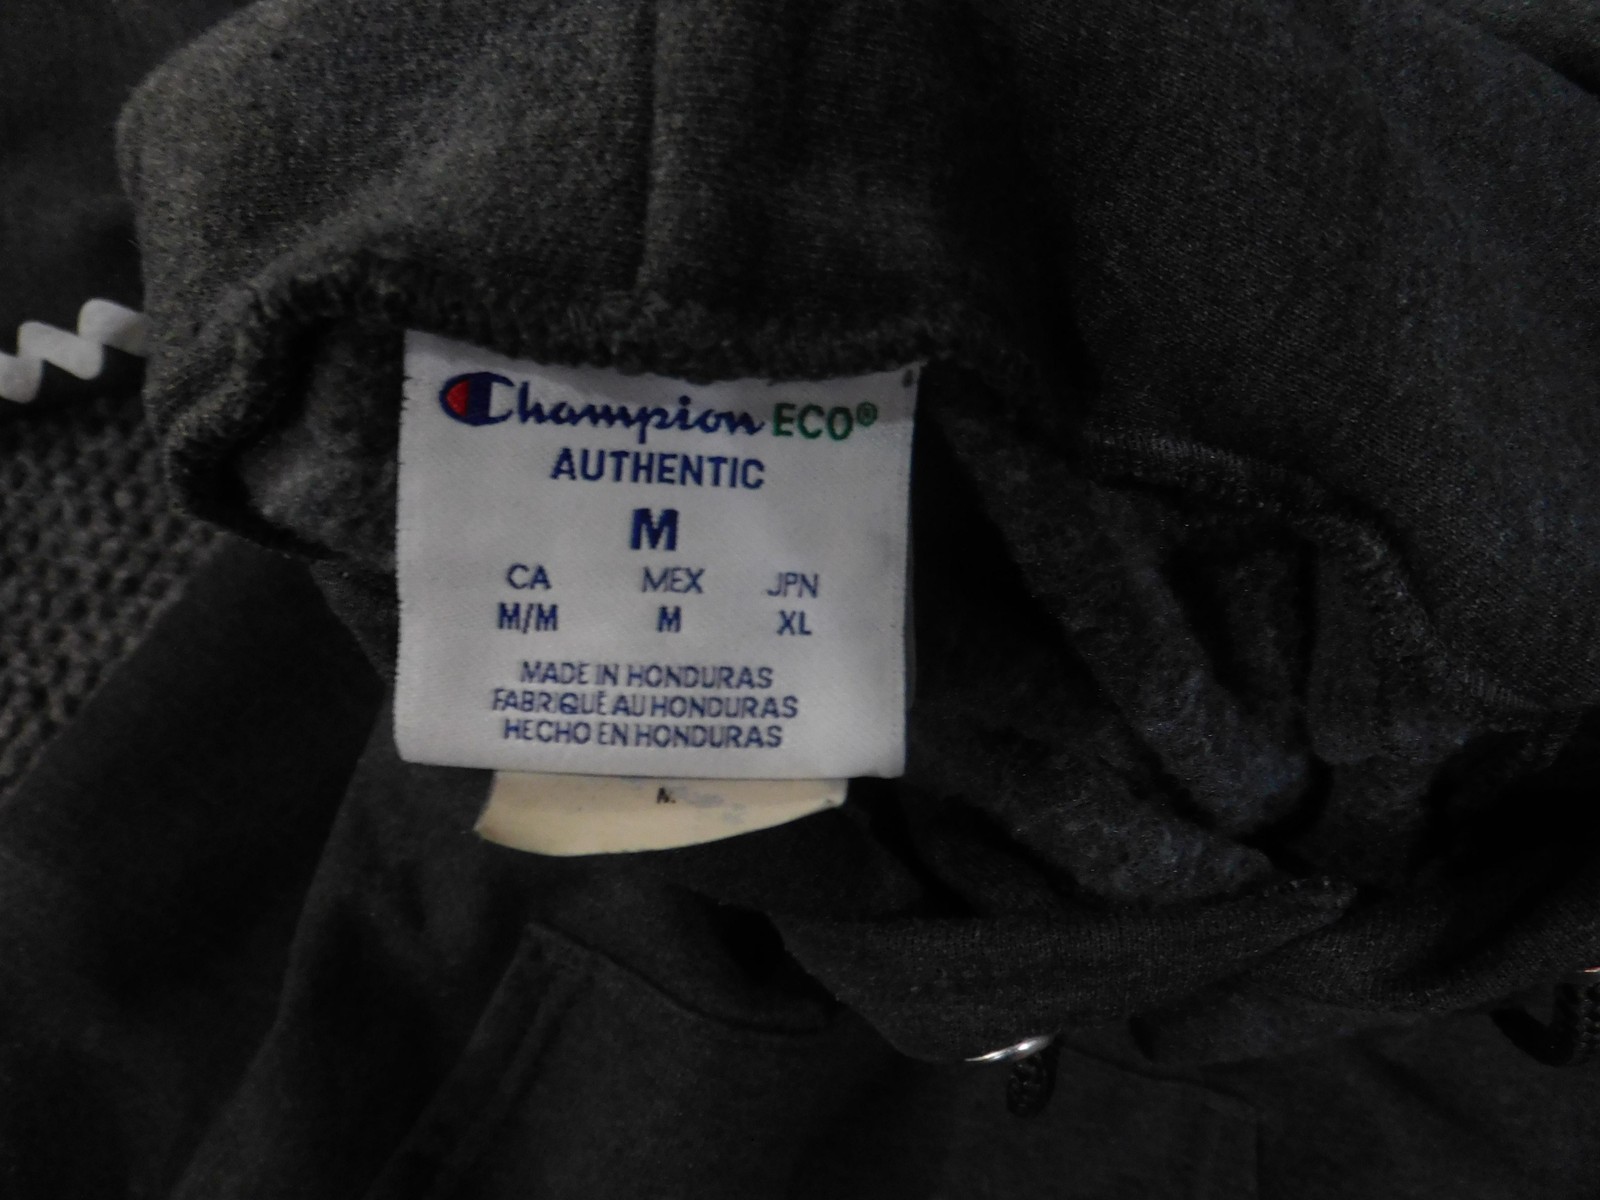 Champion ECO®
AUTHENTIC
M
CA MEX JPN
M/M M XL
MADE IN HONDURAS
FABRIQUÉ AU HONDURAS
HECHO EN HONDURAS
M